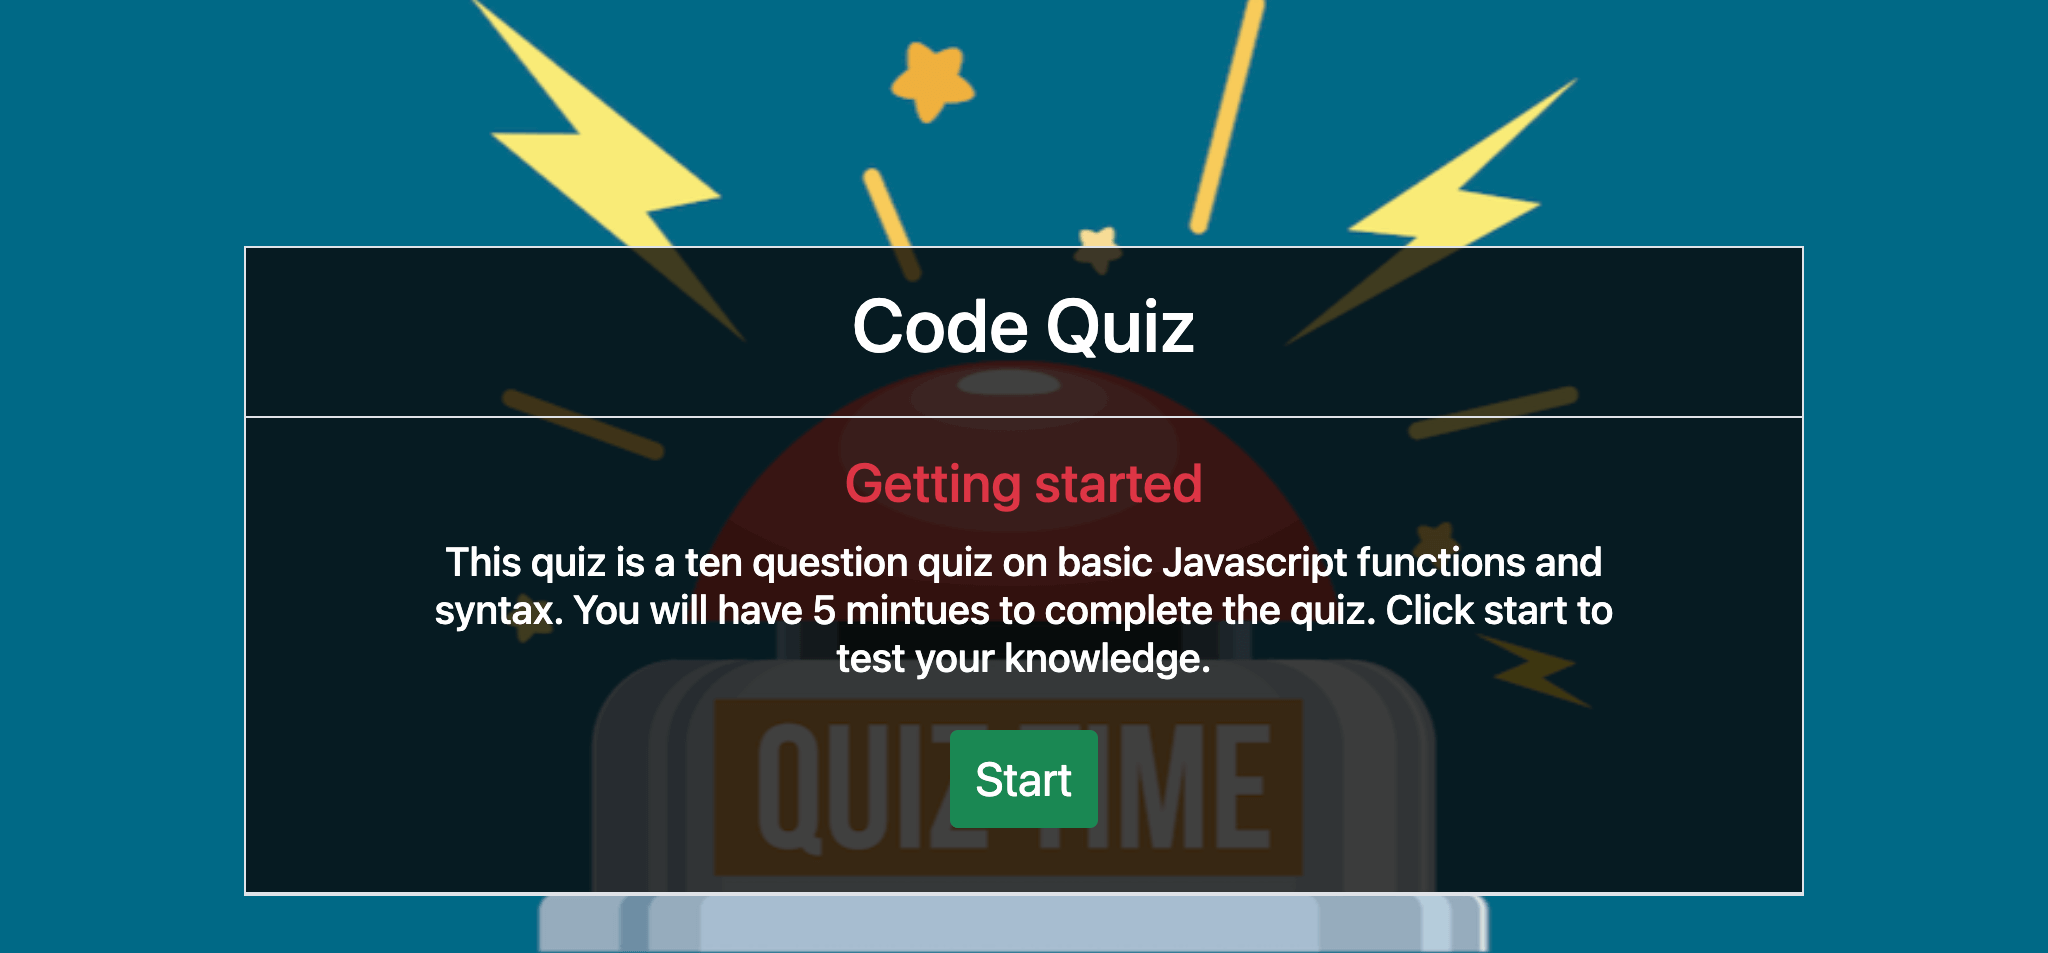 Code Quiz
Getting started
This quiz is a ten question quiz on basic Javascript functions and
syntax. You will have 5 mintues to complete the quiz. Click start to
test your knowledge.
QUIZ TIME
Start